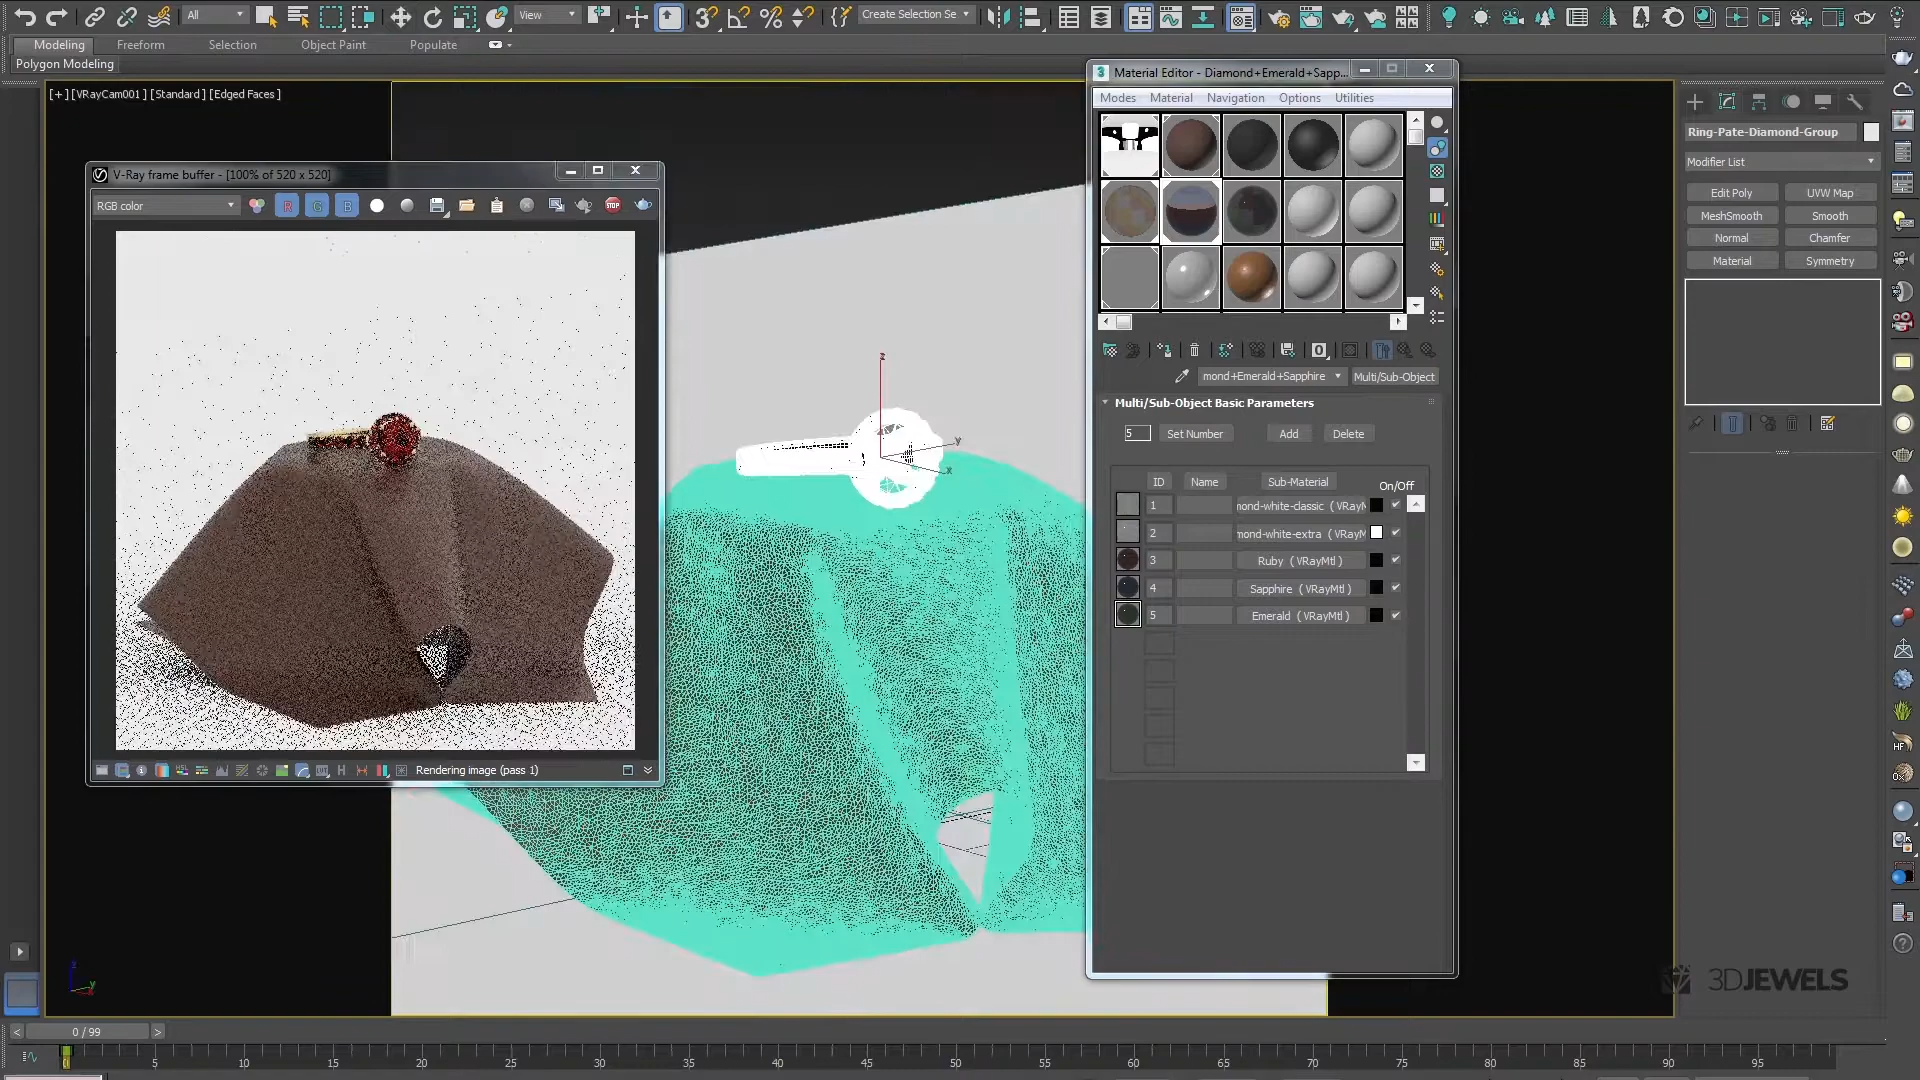 All
View
Create Selection Se
Modeling
Freeform
Selection
Object Paint
Populate
Polygon Modeling
[+] [VRayCam001] [Standard] [Edged Faces]
V-Ray frame buffer - [100% of 520 x 520]
RGB color
R
G
B
STOP
HSL
H
Rendering image (pass 1)
z
y
x
Material Editor - Diamond+Emerald+Sapp...
Modes
Material
Navigation
Options
Utilities
mond+Emerald+Sapphire
Multi/Sub-Object
Multi/Sub-Object Basic Parameters
5
Set Number
Add
Delete
ID
Name
Sub-Material
On/Off
1
mond-white-classic ( VRayM
2
mond-white-extra ( VRayM
3
Ruby ( VRayMtl )
4
Sapphire ( VRayMtl )
5
Emerald ( VRayMtl )
Ring-Pate-Diamond-Group
Modifier List
Edit Poly
UVW Map
MeshSmooth
Smooth
Normal
Chamfer
Material
Symmetry
HF
3DJEWELS
< 0 / 99 >
0 5 10 15 20 25 30 35 40 45 50 55 60 65 70 75 80 85 90 95